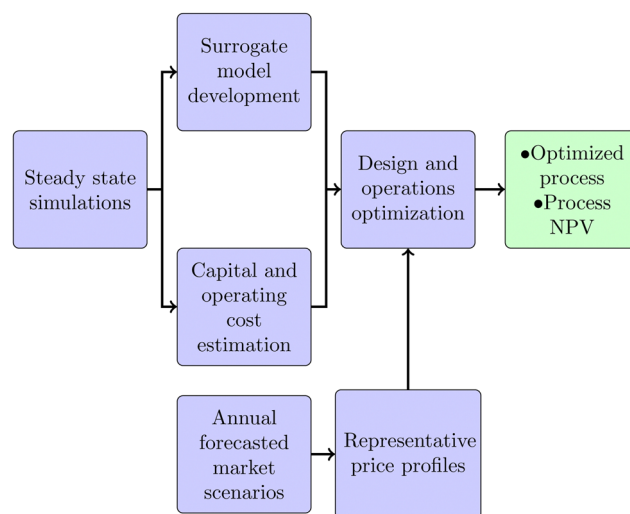 Surrogate
model
development
Steady state
simulations
Design and
operations
optimization
•Optimized
process
•Process
NPV
Capital and
operating
cost
estimation
Annual
forecasted
market
scenarios
Representative
price profiles